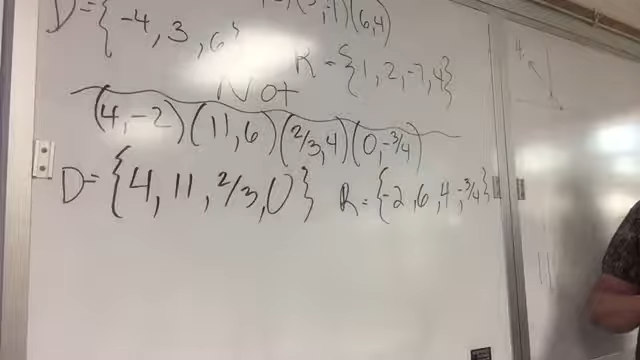 D={-4, 3, 6} , -7)(6,4)
R={1, 2, -7, 4}
Not
(4,-2)(11,6)(2/3,4)(0,-3/4)
D={4, 11, 2/3, 0} R={-2, 6, 4, -3/4}